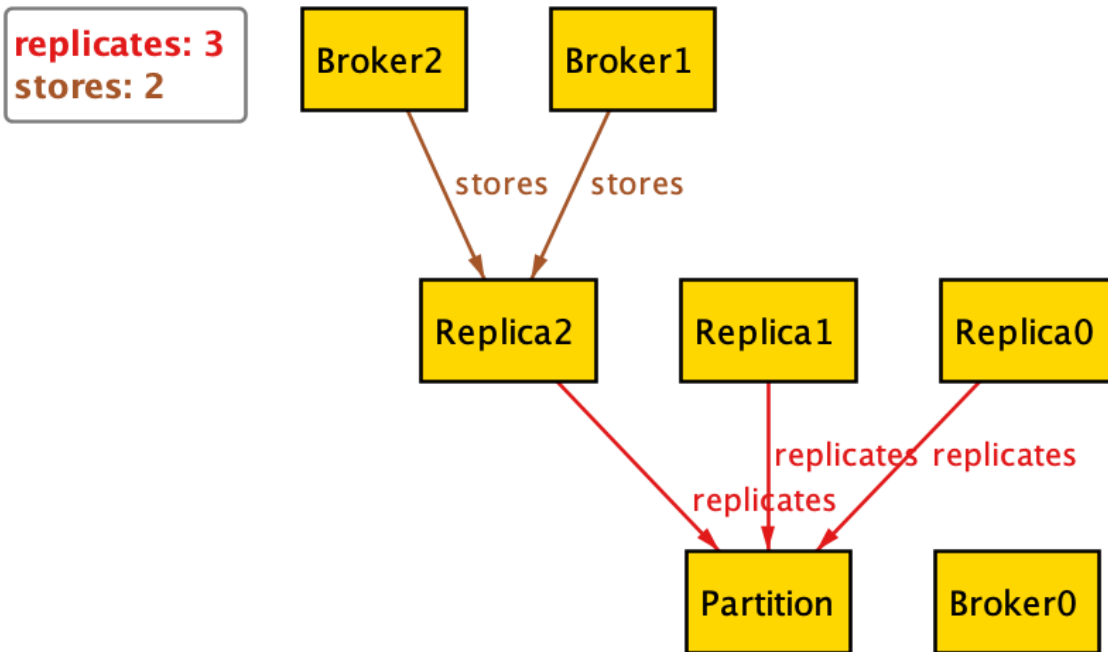 replicates: 3
stores: 2
Broker2
Broker1
stores
stores
Replica2
Replica1
Replica0
replicates
replicates
replicates
Partition
Broker0